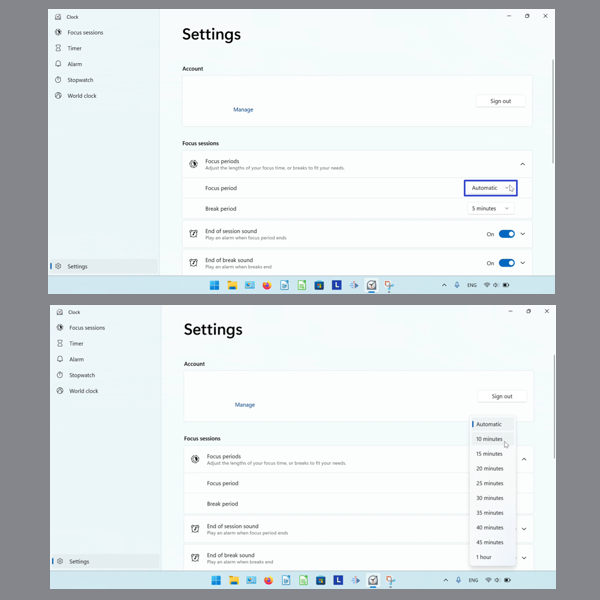 Clock
Focus sessions
Timer
Alarm
Stopwatch
World clock
Settings
Settings
Account
Manage
Sign out
Focus sessions
Focus periods
Adjust the lengths of your focus time, or breaks to fit your needs.
Focus period
Automatic
Break period
5 minutes
End of session sound
Play an alarm when focus period ends
On
End of break sound
Play an alarm when breaks end
On
L
ENG
Clock
Focus sessions
Timer
Alarm
Stopwatch
World clock
Settings
Settings
Account
Manage
Sign out
Focus sessions
Focus periods
Adjust the lengths of your focus time, or breaks to fit your needs.
Focus period
Break period
End of session sound
Play an alarm when focus period ends
End of break sound
Play an alarm when breaks end
Automatic
10 minutes
15 minutes
20 minutes
25 minutes
30 minutes
35 minutes
40 minutes
45 minutes
1 hour
L
ENG